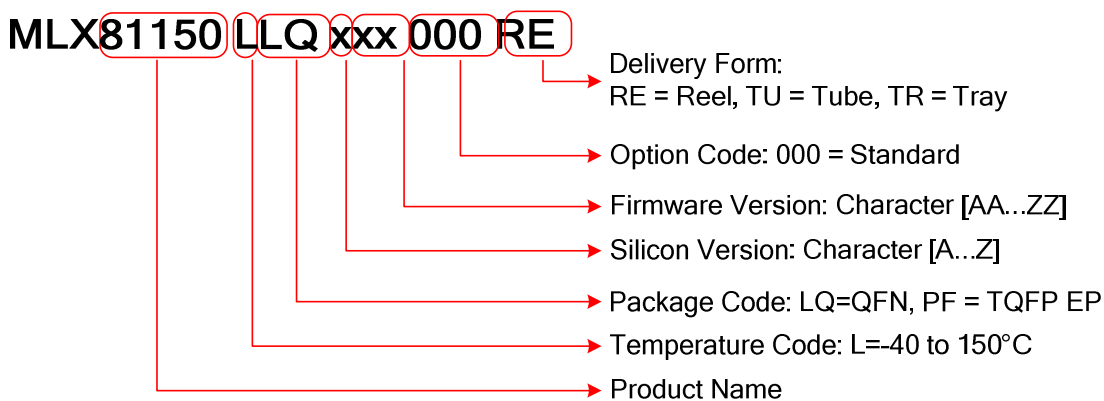 MLX81150 LLQ xxx 000 RE
Delivery Form:
RE = Reel, TU = Tube, TR = Tray
Option Code: 000 = Standard
Firmware Version: Character [AA...ZZ]
Silicon Version: Character [A...Z]
Package Code: LQ=QFN, PF = TQFP EP
Temperature Code: L=-40 to 150°C
Product Name